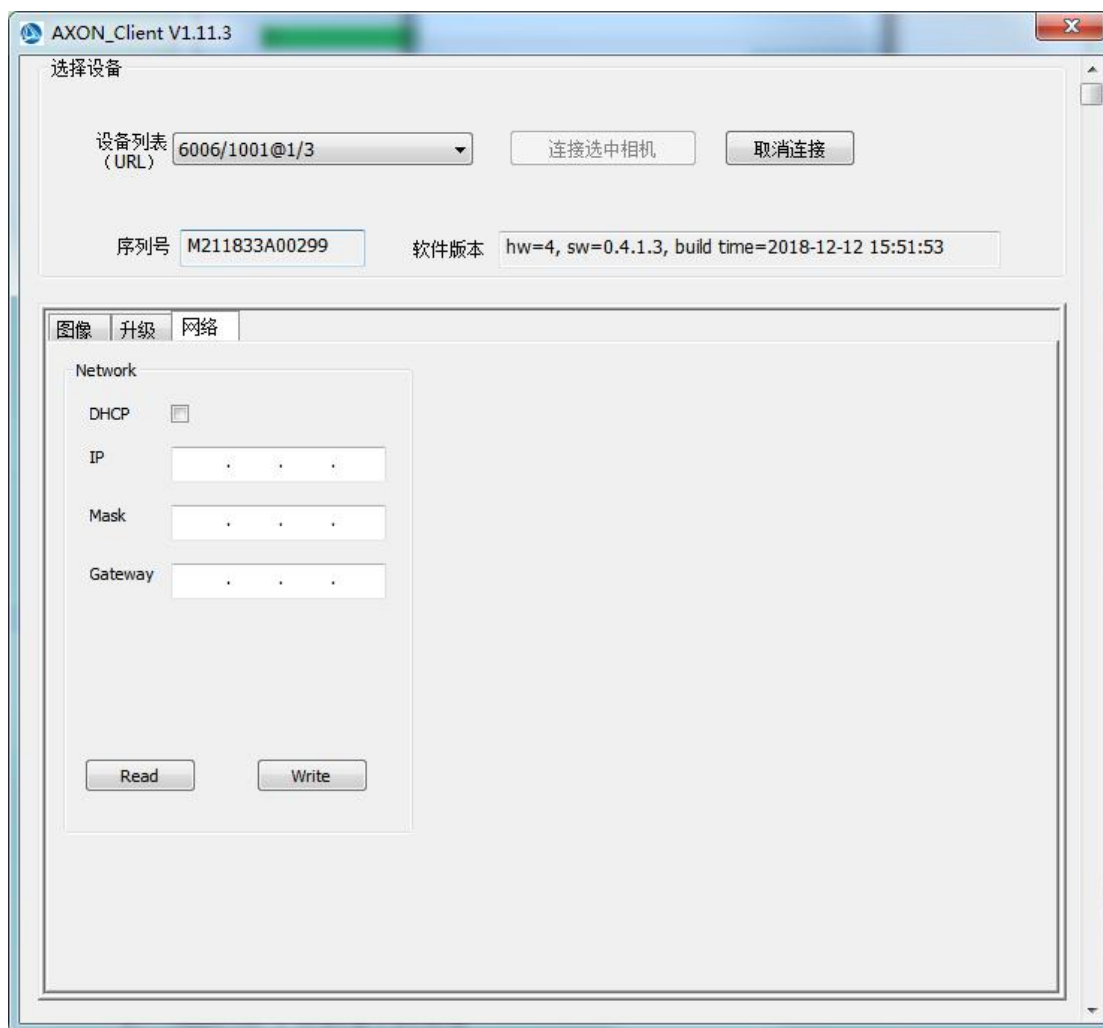 AXON_Client V1.11.3
选择设备
设备列表
(URL)
6006/1001@1/3
连接选中相机
取消连接
序列号
M211833A00299
软件版本
hw=4, sw=0.4.1.3, build time=2018-12-12 15:51:53
图像
升级
网络
Network
DHCP
IP
. . .
Mask
. . .
Gateway
. . .
Read
Write